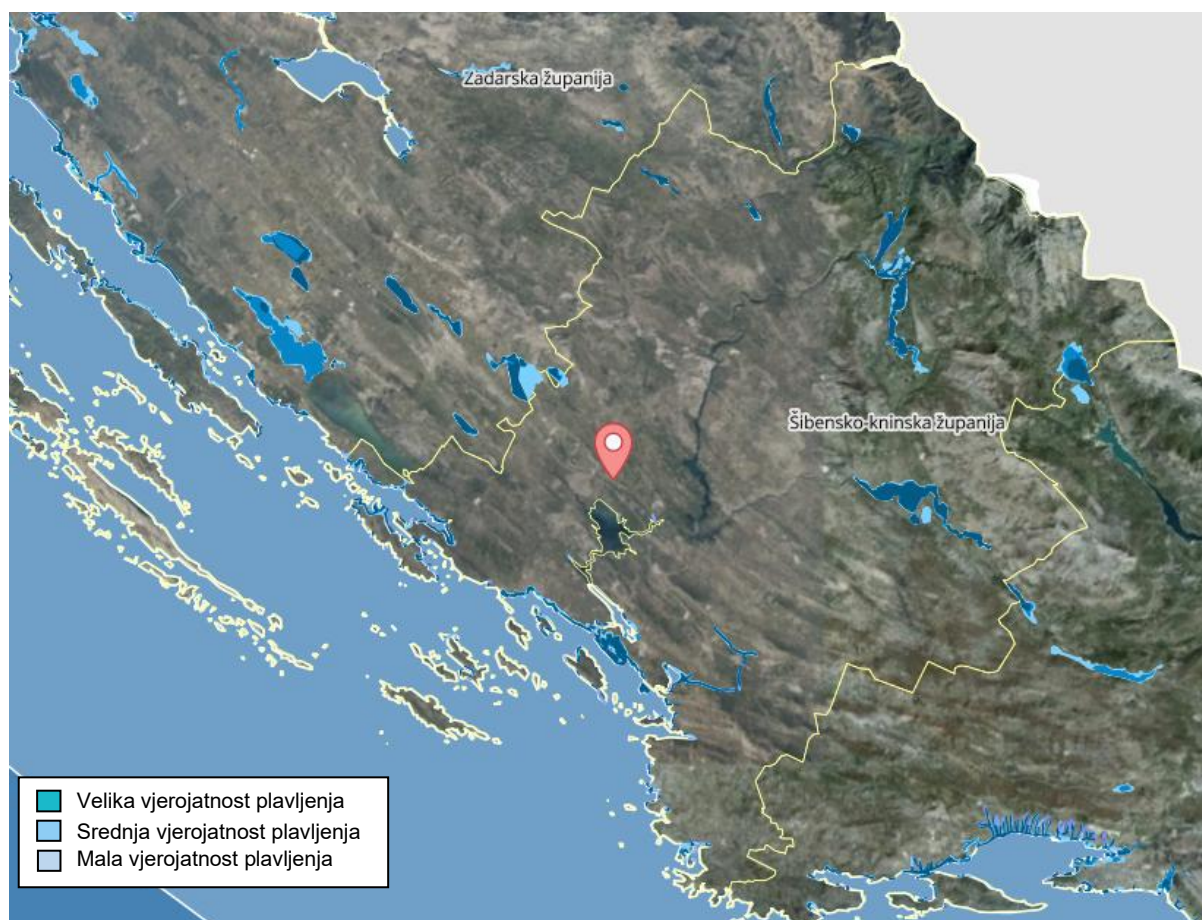 Zadarska županija
Šibensko-kninska županija
Velika vjerojatnost plavljenja
Srednja vjerojatnost plavljenja
Mala vjerojatnost plavljenja